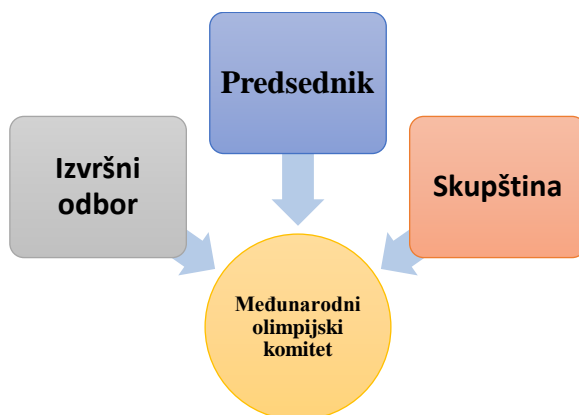 Predsednik
Izvršni
odbor
Skupština
Međunarodni
olimpijski
komitet